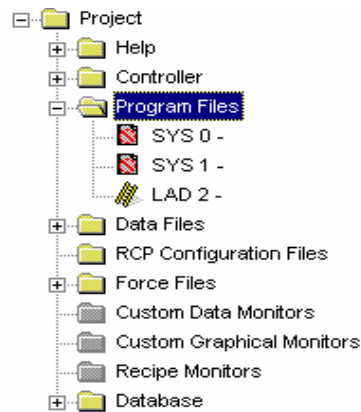 Project
Help
Controller
Program Files
SYS 0 -
SYS 1 -
LAD 2 -
Data Files
RCP Configuration Files
Force Files
Custom Data Monitors
Custom Graphical Monitors
Recipe Monitors
Database